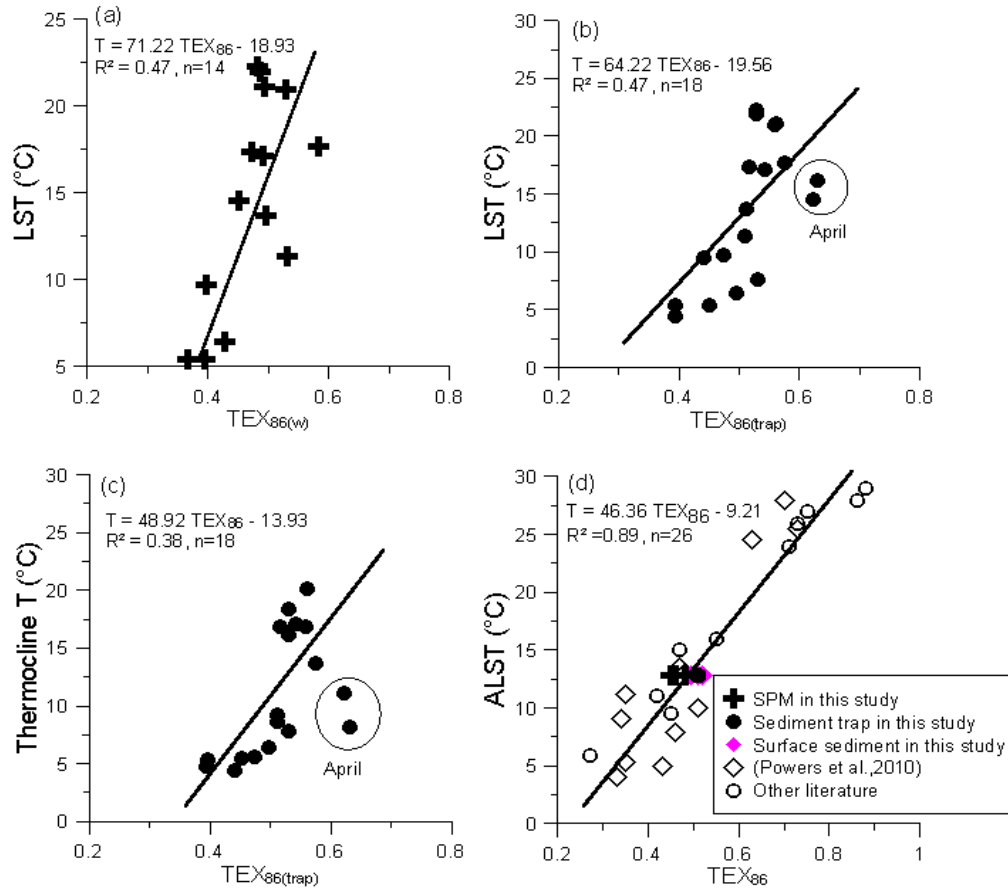 (a)
T = 71.22 TEX₈₆ - 18.93
R² = 0.47, n=14
LST (°C)
25
20
15
10
5
0.2 0.4 0.6 0.8
TEX₈₆₍w₎
(b)
T = 64.22 TEX₈₆ - 19.56
R² = 0.47, n=18
LST (°C)
30
25
20
15
10
5
0
April
0.2 0.4 0.6 0.8
TEX₈₆(trap)
(c)
T = 48.92 TEX₈₆ - 13.93
R² = 0.38, n=18
Thermocline T (°C)
30
25
20
15
10
5
0
April
0.2 0.4 0.6 0.8
TEX₈₆(trap)
(d)
T = 46.36 TEX₈₆ - 9.21
R² =0.89, n=26
ALST (°C)
30
25
20
15
10
5
0
SPM in this study
Sediment trap in this study
Surface sediment in this study
(Powers et al.,2010)
Other literature
0.2 0.4 0.6 0.8 1
TEX₈₆